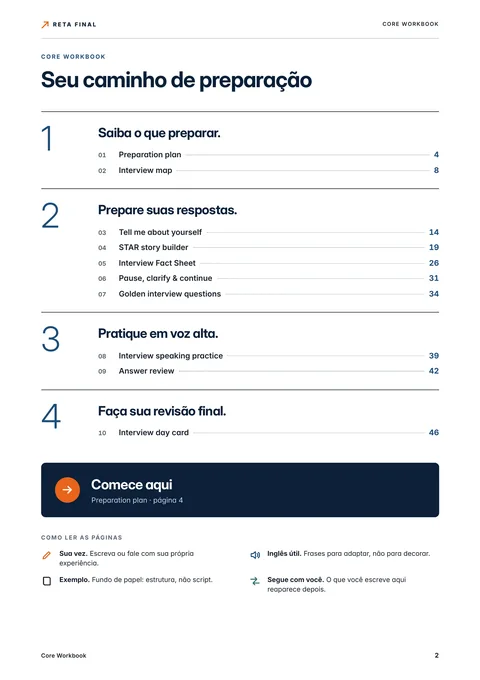 RETA FINAL
CORE WORKBOOK
CORE WORKBOOK
Seu caminho de preparação
1
Saiba o que preparar.
01 Preparation plan 4
02 Interview map 8
2
Prepare suas respostas.
03 Tell me about yourself 14
04 STAR story builder 19
05 Interview Fact Sheet 26
06 Pause, clarify & continue 31
07 Golden interview questions 34
3
Pratique em voz alta.
08 Interview speaking practice 39
09 Answer review 42
4
Faça sua revisão final.
10 Interview day card 46
Comece aqui
Preparation plan · página 4
COMO LER AS PÁGINAS
Sua vez. Escreva ou fale com sua própria
experiência.
Inglês útil. Frases para adaptar, não para decorar.
Exemplo. Fundo de papel: estrutura, não script.
Segue com você. O que você escreve aqui
reaparece depois.
Core Workbook
2